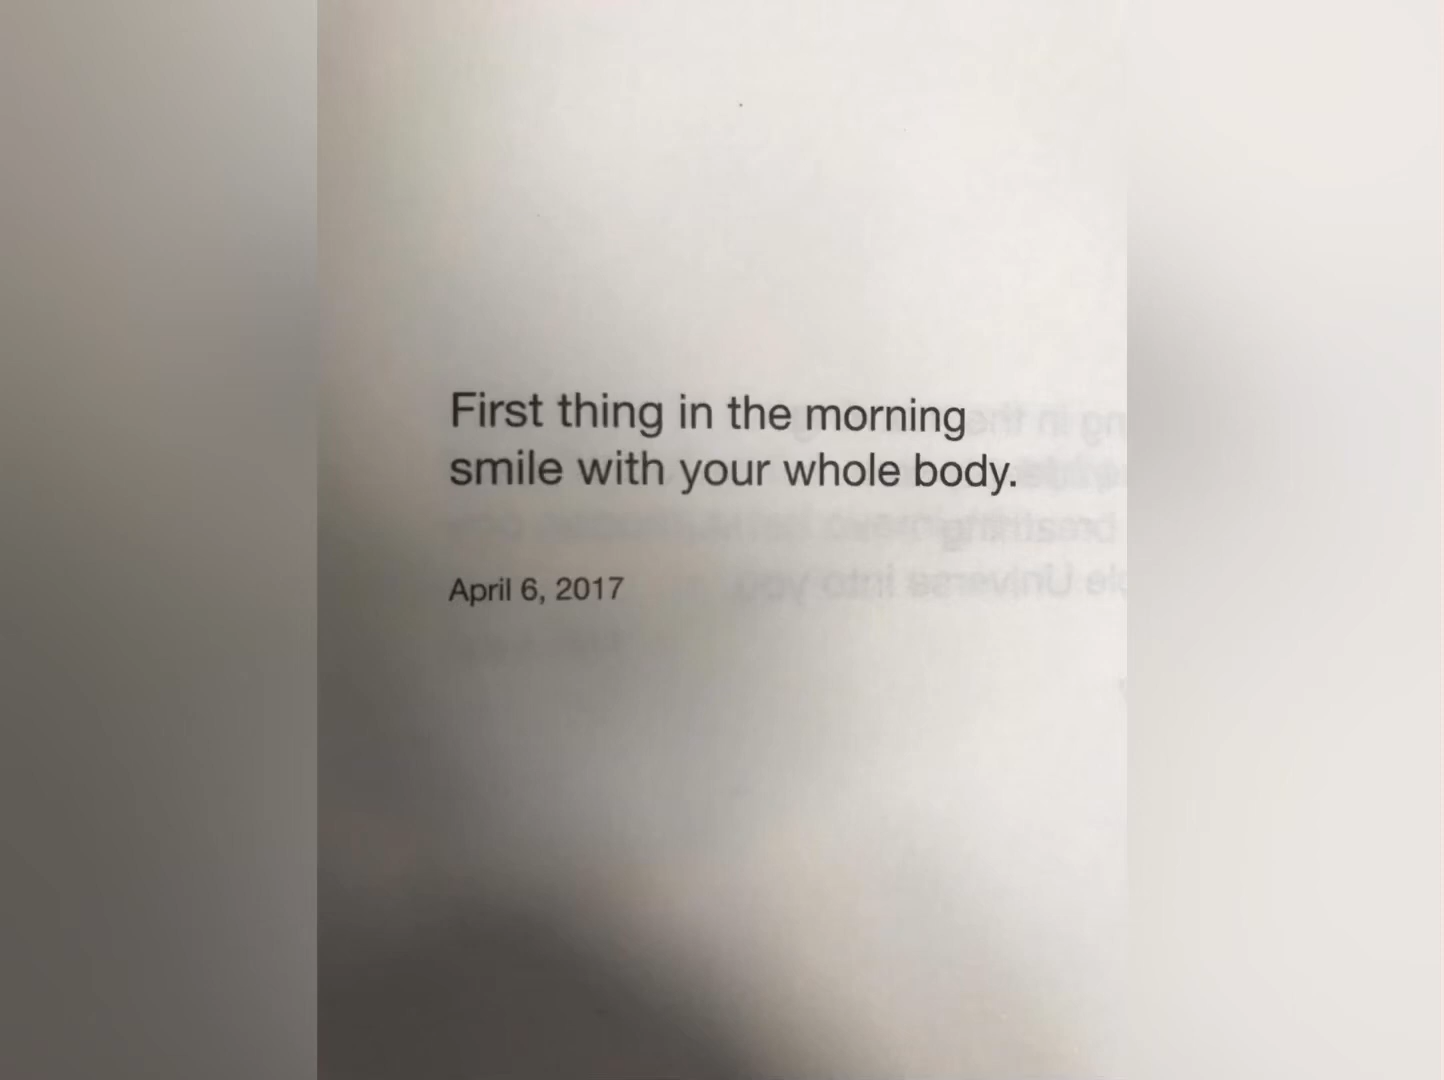 First thing in the morning
smile with your whole body.
April 6, 2017